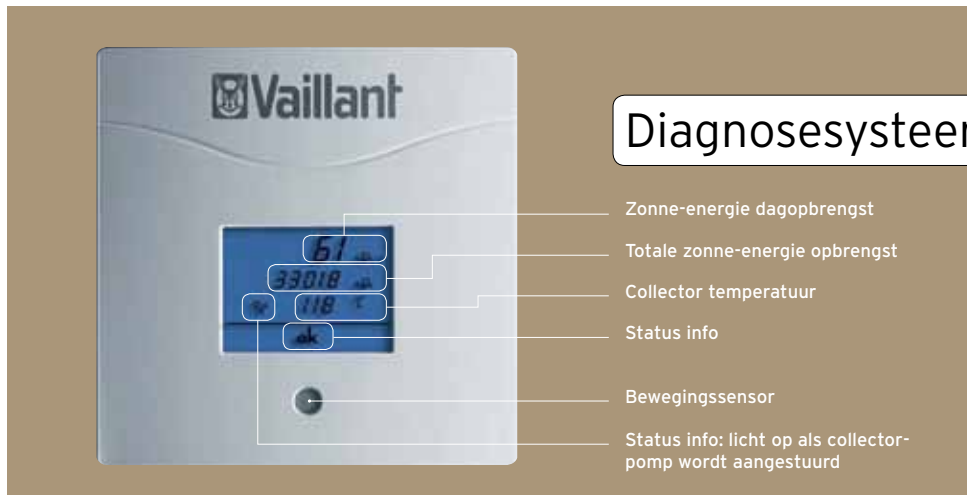 Vaillant
Diagnosesysteem
61
33018
118 °C
ok
Zonne-energie dagopbrengst
Totale zonne-energie opbrengst
Collector temperatuur
Status info
Bewegingssensor
Status info: licht op als collector-
pomp wordt aangestuurd